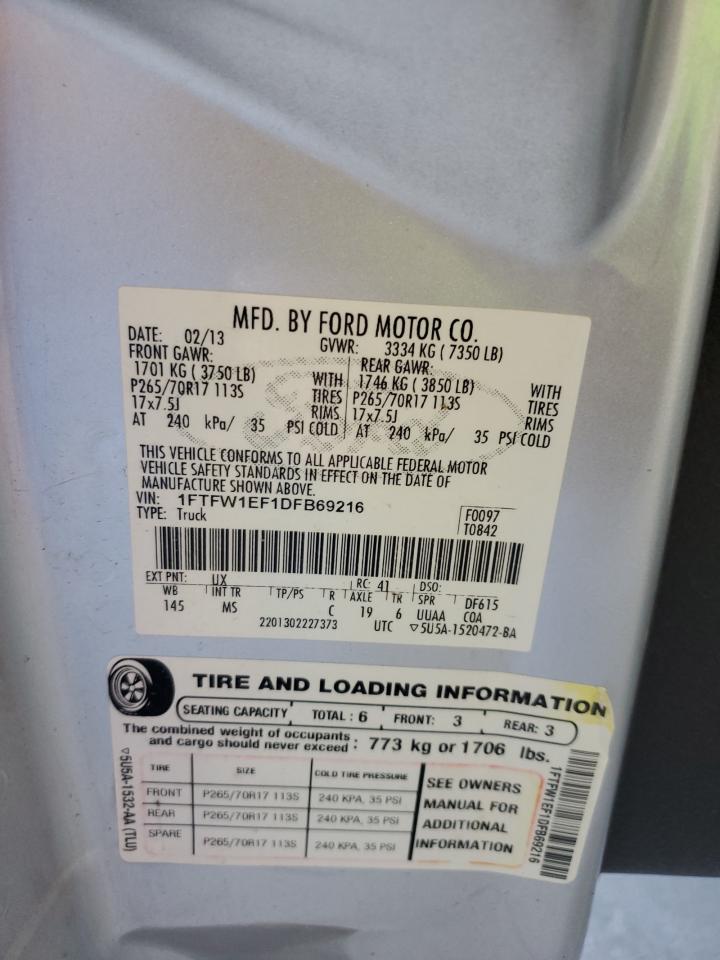 MFD. BY FORD MOTOR CO.
DATE: 02/13 GVWR: 3334 KG ( 7350 LB)
FRONT GAWR: REAR GAWR:
1701 KG ( 3750 LB) WITH 1746 KG ( 3850 LB) WITH
P265/70R17 113S TIRES P265/70R17 113S TIRES
17x7.5J RIMS 17x7.5J RIMS
AT 240 kPa/ 35 PSI COLD AT 240 kPa/ 35 PSI COLD
THIS VEHICLE CONFORMS TO ALL APPLICABLE FEDERAL MOTOR
VEHICLE SAFETY STANDARDS IN EFFECT ON THE DATE OF
MANUFACTURE SHOWN ABOVE.
VIN: 1FTFW1EF1DFB69216
TYPE: Truck
F0097
T0842
EXT PNT: UX RC: 41 DSO:
WB INT TR TP/PS R AXLE TR SPR DF615
145 MS C 19 6 UUAA COA
2201302227373 UTC ▽5U5A-1520472-BA
TIRE AND LOADING INFORMATION
SEATING CAPACITY TOTAL : 6 FRONT: 3 REAR: 3
The combined weight of occupants
and cargo should never exceed : 773 kg or 1706 lbs.
TIRE SIZE COLD TIRE PRESSURE
FRONT P265/70R17 113S 240 KPA, 35 PSI
REAR P265/70R17 113S 240 KPA, 35 PSI
SPARE P265/70R17 113S 240 KPA, 35 PSI
SEE OWNERS
MANUAL FOR
ADDITIONAL
INFORMATION
▽5U5A-1532-AA (TLU)
1FTFW1EF1DFB69216